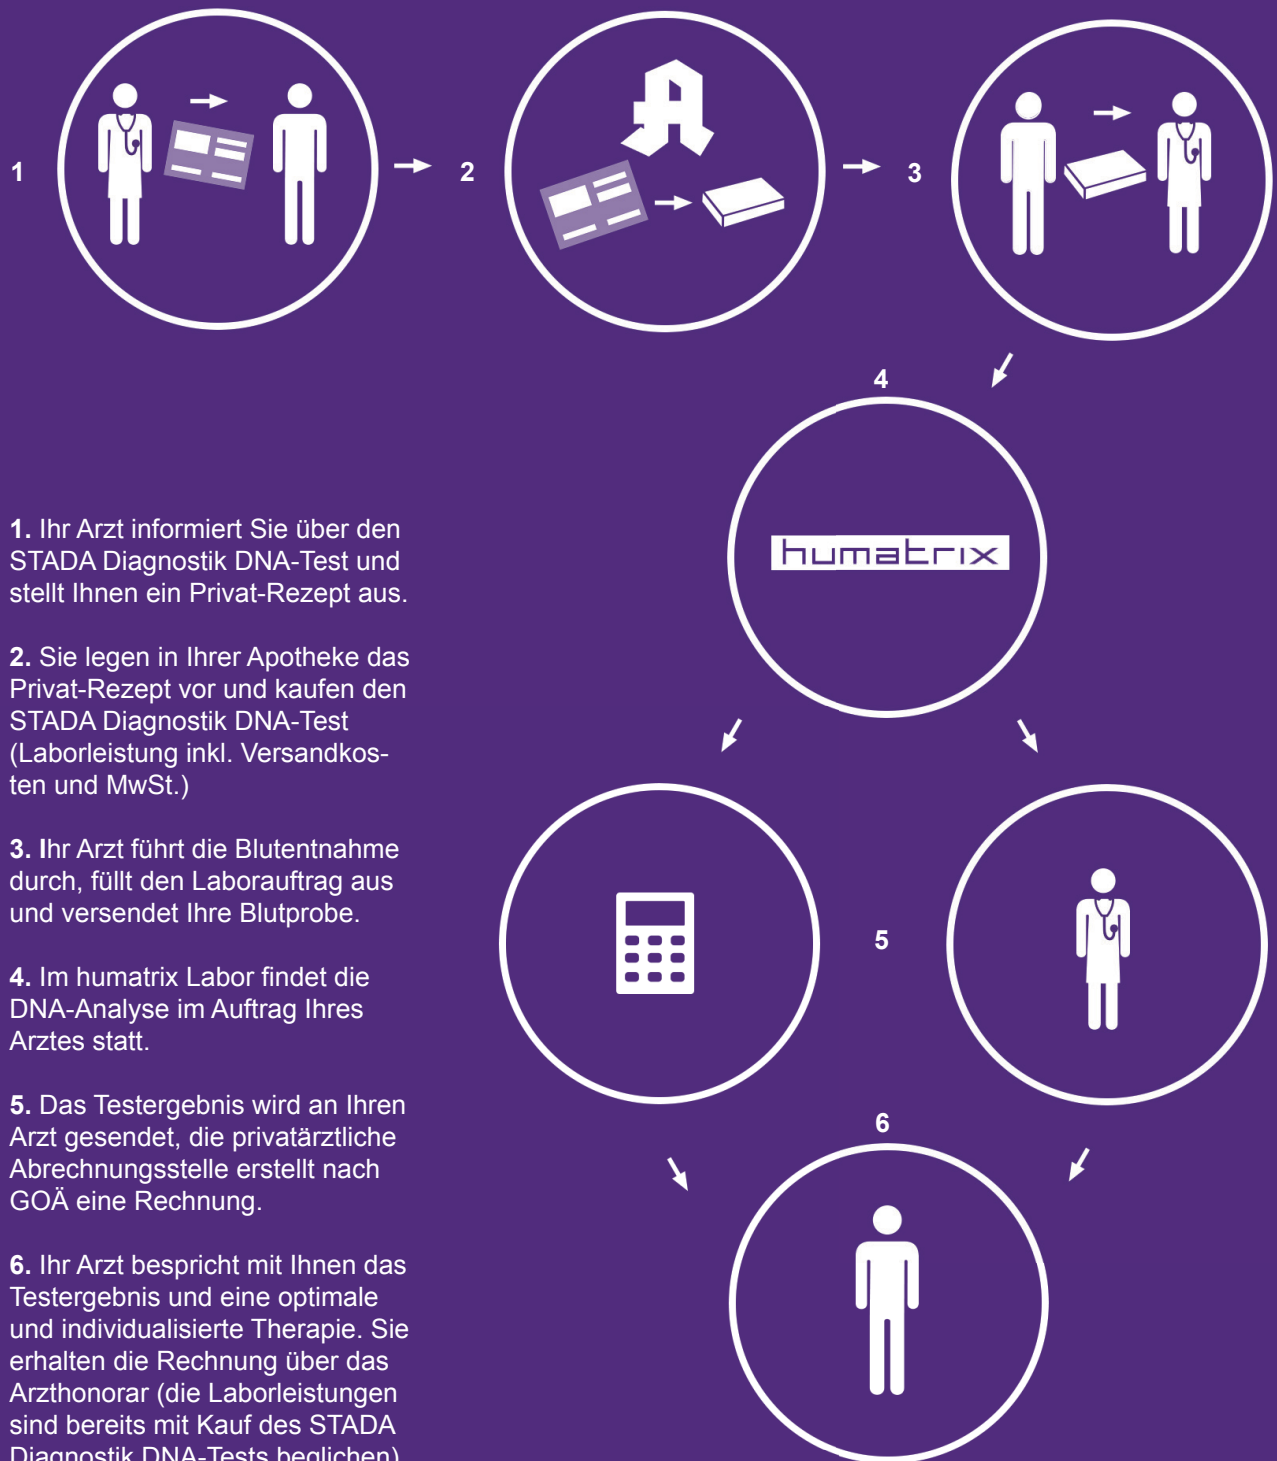 1
2
3
4
humatrix
5
6
1. Ihr Arzt informiert Sie über den
STADA Diagnostik DNA-Test und
stellt Ihnen ein Privat-Rezept aus.
2. Sie legen in Ihrer Apotheke das
Privat-Rezept vor und kaufen den
STADA Diagnostik DNA-Test
(Laborleistung inkl. Versandkos-
ten und MwSt.)
3. Ihr Arzt führt die Blutentnahme
durch, füllt den Laborauftrag aus
und versendet Ihre Blutprobe.
4. Im humatrix Labor findet die
DNA-Analyse im Auftrag Ihres
Arztes statt.
5. Das Testergebnis wird an Ihren
Arzt gesendet, die privatärztliche
Abrechnungsstelle erstellt nach
GOÄ eine Rechnung.
6. Ihr Arzt bespricht mit Ihnen das
Testergebnis und eine optimale
und individualisierte Therapie. Sie
erhalten die Rechnung über das
Arzthonorar (die Laborleistungen
sind bereits mit Kauf des STADA
Diagnostik DNA-Tests beglichen)